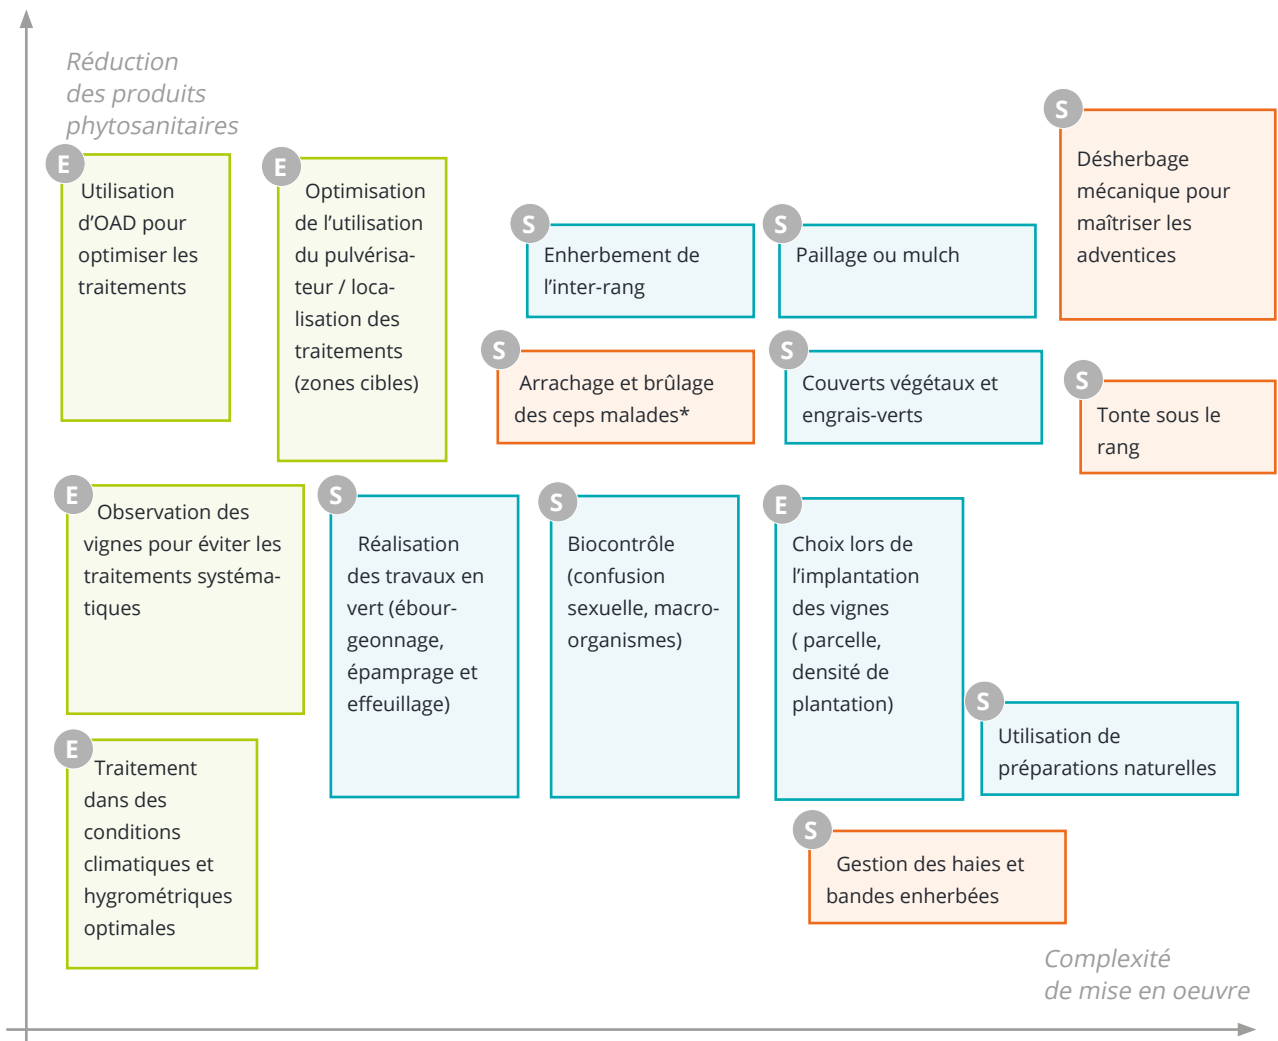 Réduction
des produits
phytosanitaires
E
Utilisation
d’OAD pour
optimiser les
traitements
E
Optimisation
de l’utilisation
du pulvérisa-
teur / loca-
lisation des
traitements
(zones cibles)
S
Enherbement de
l’inter-rang
S
Paillage ou mulch
S
Désherbage
mécanique pour
maîtriser les
adventices
S
Arrachage et brûlage
des ceps malades*
S
Couverts végétaux et
engrais-verts
S
Tonte sous le
rang
E
Observation des
vignes pour éviter les
traitements systéma-
tiques
S
Réalisation
des travaux en
vert (ébour-
geonnage,
épamprage et
effeuillage)
S
Biocontrôle
(confusion
sexuelle, macro-
organismes)
E
Choix lors de
l’implantation
des vignes
( parcelle,
densité de
plantation)
S
Utilisation de
préparations naturelles
E
Traitement
dans des
conditions
climatiques et
hygrométriques
optimales
S
Gestion des haies et
bandes enherbées
Complexité
de mise en oeuvre